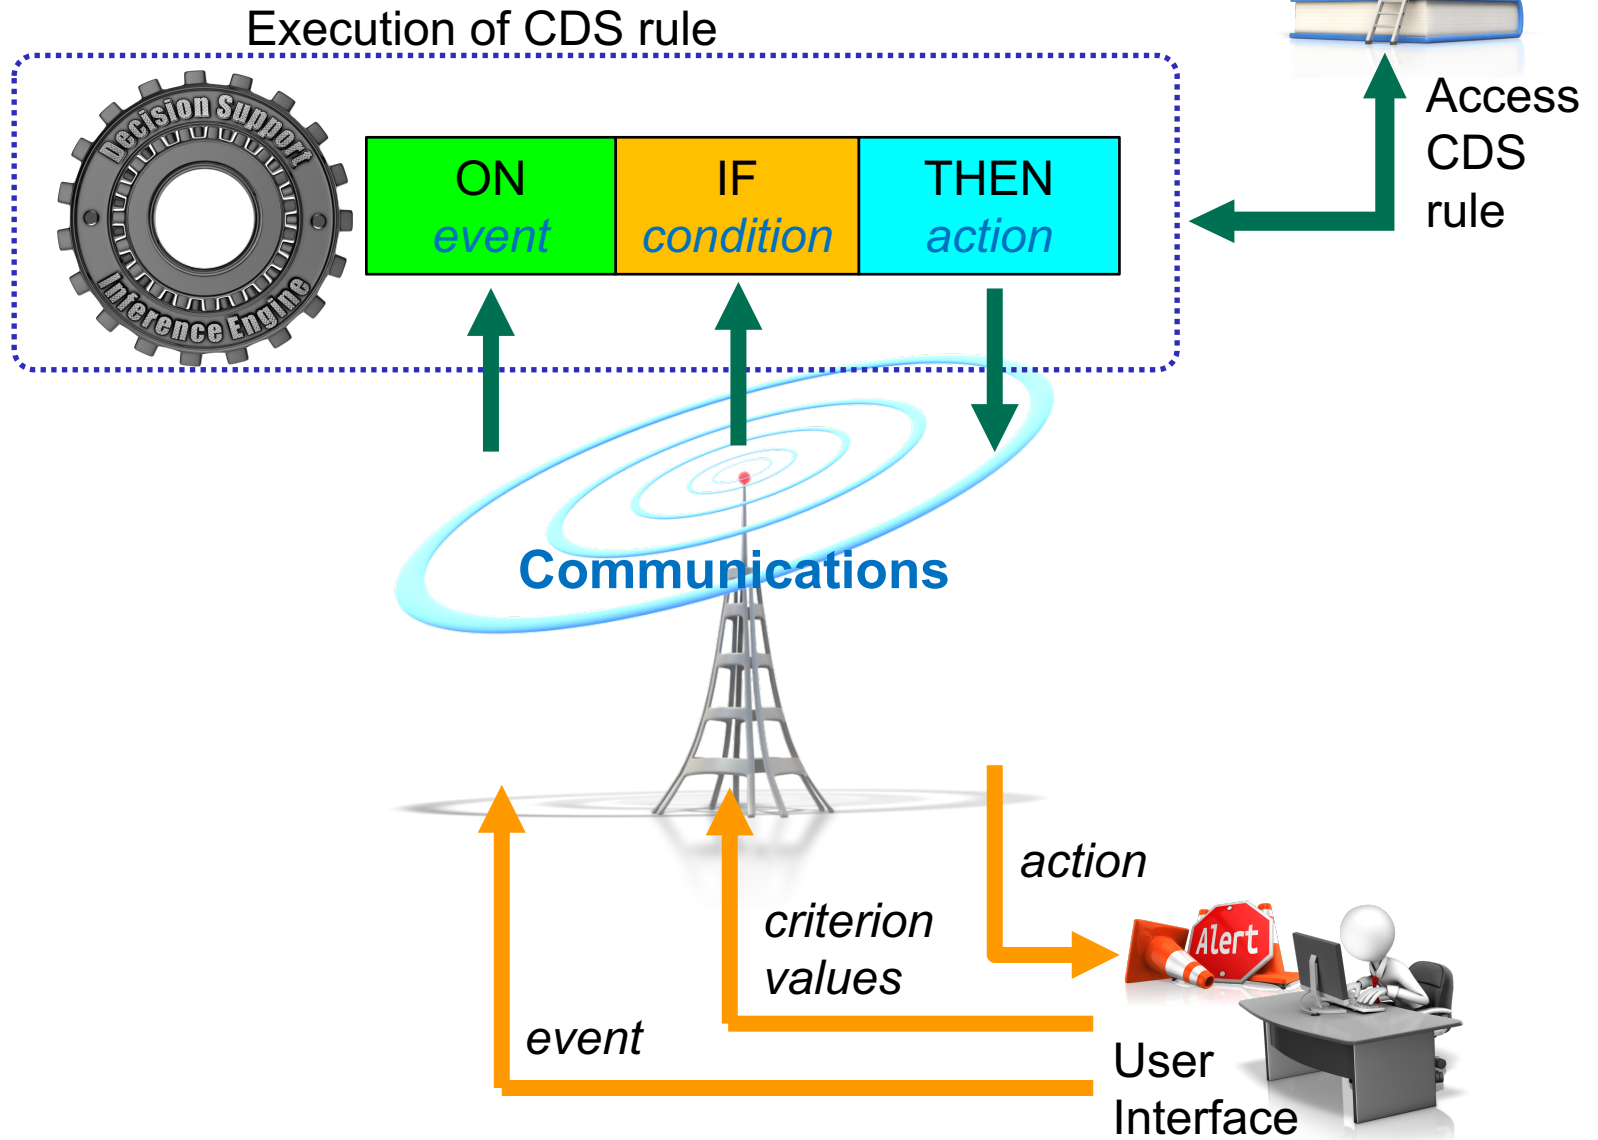 Execution of CDS rule
Decision Support
Inference Engine
ON
event
IF
condition
THEN
action
Access
CDS
rule
Communications
action
criterion
values
event
Alert
User
Interface